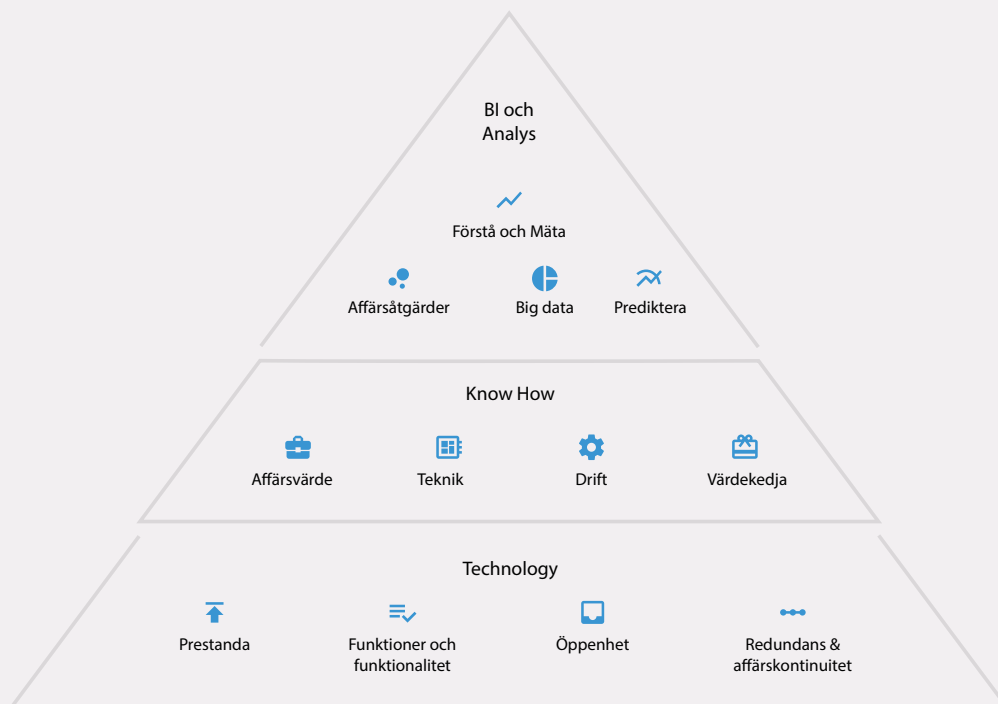 BI och
Analys
Förstå och Mäta
Affärsåtgärder
Big data
Prediktera
Know How
Affärsvärde
Teknik
Drift
Värdekedja
Technology
Prestanda
Funktioner och
funktionalitet
Öppenhet
Redundans &
affärskontinuitet